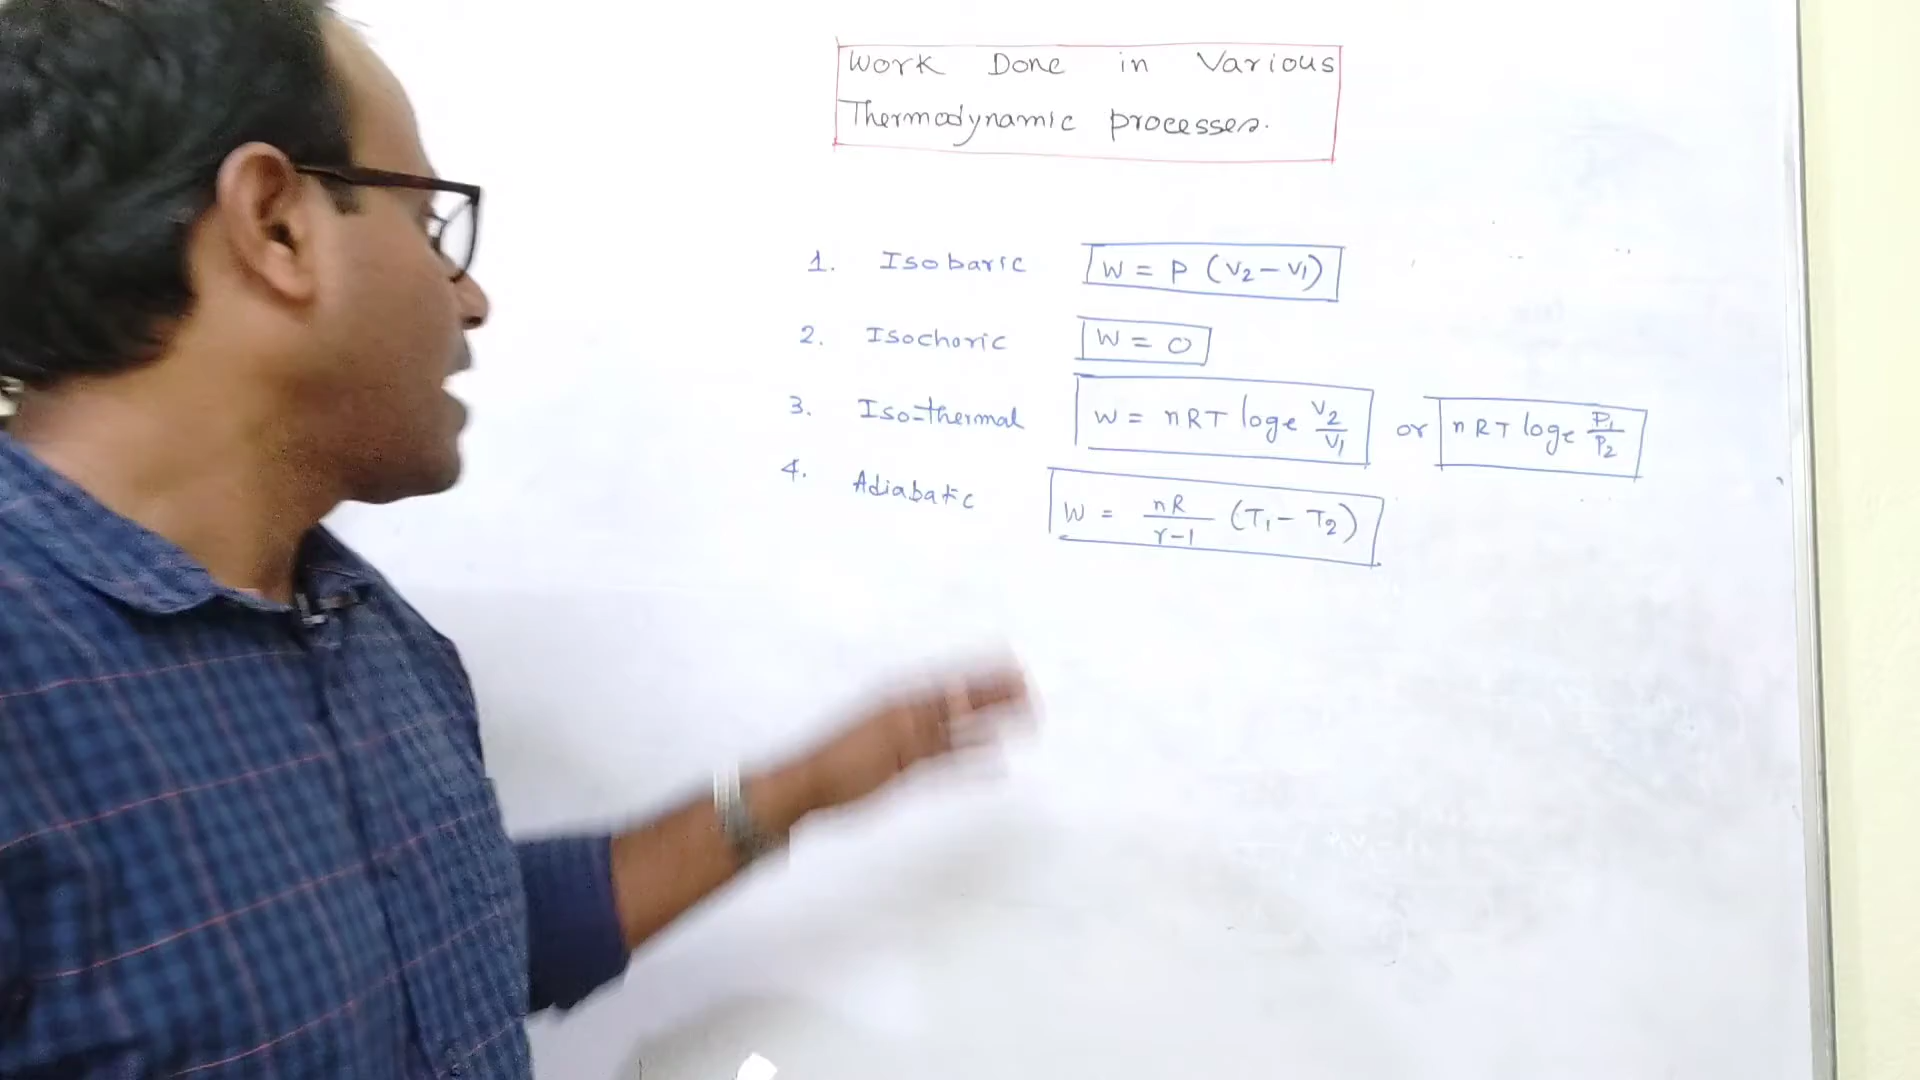 Work Done in Various
Thermodynamic processes.
1. Isobaric W = P (V₂ – V₁)
2. Isochoric W = 0
3. Iso-thermal W = nRT logₑ V₂/V₁ or nRT logₑ P₁/P₂
4. Adiabatic W = nR/γ-1 (T₁ – T₂)